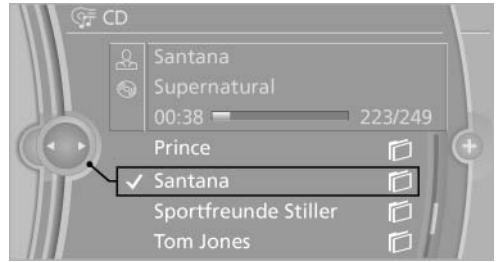 CD
Santana
Supernatural
00:38 223/249
Prince
Santana
Sportfreunde Stiller
Tom Jones